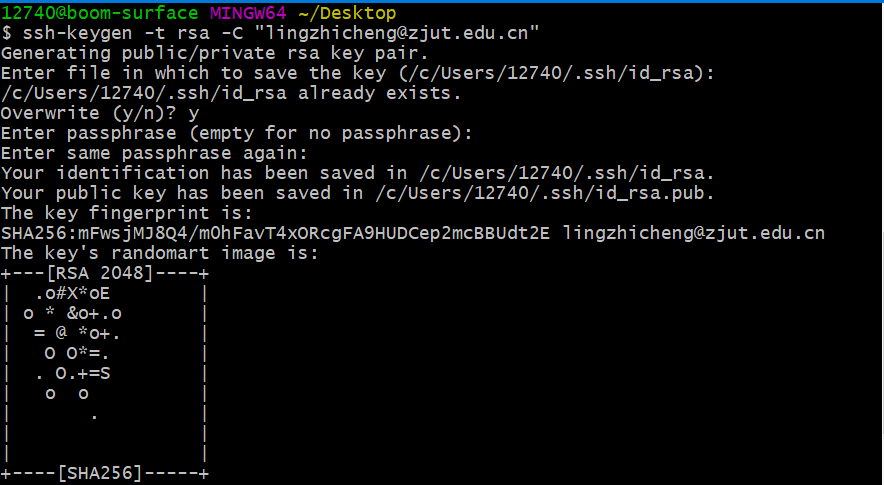 12740@boom-surface MINGW64 ~/Desktop
$ ssh-keygen -t rsa -C "lingzhicheng@zjut.edu.cn"
Generating public/private rsa key pair.
Enter file in which to save the key (/c/Users/12740/.ssh/id_rsa):
/c/Users/12740/.ssh/id_rsa already exists.
Overwrite (y/n)? y
Enter passphrase (empty for no passphrase):
Enter same passphrase again:
Your identification has been saved in /c/Users/12740/.ssh/id_rsa.
Your public key has been saved in /c/Users/12740/.ssh/id_rsa.pub.
The key fingerprint is:
SHA256:mFwsjMJ8Q4/m0hFavT4xORcgFA9HUDCep2mcBBUdt2E lingzhicheng@zjut.edu.cn
The key's randomart image is:
+---[RSA 2048]----+
|  .o#X*oE        |
| o * &o+.o       |
|  = @ *o+.       |
|   O O*=.        |
|  . O.+=S        |
|   o  o          |
|       .         |
|                 |
|                 |
+----[SHA256]-----+